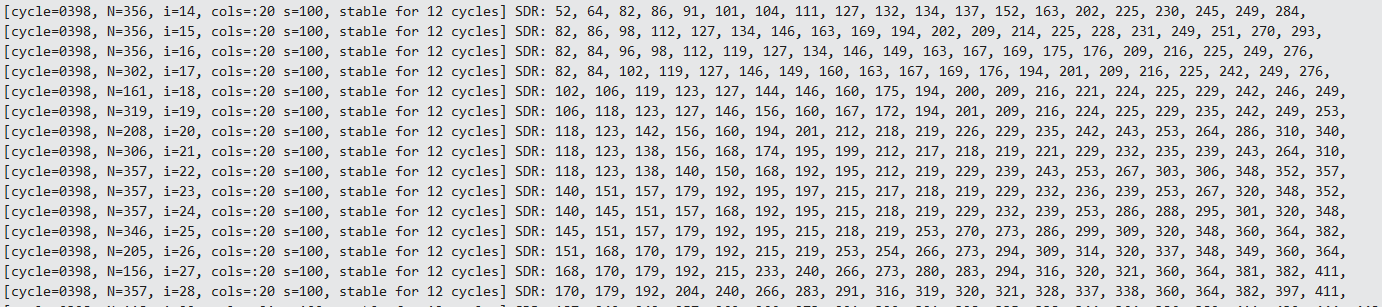 [cycle=0398, N=356, i=14, cols=:20 s=100, stable for 12 cycles] SDR: 52, 64, 82, 86, 91, 101, 104, 111, 127, 132, 134, 137, 152, 163, 202, 225, 230, 245, 249, 284,
[cycle=0398, N=356, i=15, cols=:20 s=100, stable for 12 cycles] SDR: 82, 86, 98, 112, 127, 134, 146, 163, 169, 194, 202, 209, 214, 225, 228, 231, 249, 251, 270, 293,
[cycle=0398, N=356, i=16, cols=:20 s=100, stable for 12 cycles] SDR: 82, 84, 96, 98, 112, 119, 127, 134, 146, 149, 163, 167, 169, 175, 176, 209, 216, 225, 249, 276,
[cycle=0398, N=302, i=17, cols=:20 s=100, stable for 12 cycles] SDR: 82, 84, 102, 119, 127, 146, 149, 160, 163, 167, 169, 176, 194, 201, 209, 216, 225, 242, 249, 276,
[cycle=0398, N=161, i=18, cols=:20 s=100, stable for 12 cycles] SDR: 102, 106, 119, 123, 127, 144, 146, 160, 175, 194, 200, 209, 216, 221, 224, 225, 229, 242, 246, 249,
[cycle=0398, N=319, i=19, cols=:20 s=100, stable for 12 cycles] SDR: 106, 118, 123, 127, 146, 156, 160, 167, 172, 194, 201, 209, 216, 224, 225, 229, 235, 242, 249, 253,
[cycle=0398, N=208, i=20, cols=:20 s=100, stable for 12 cycles] SDR: 118, 123, 142, 156, 160, 194, 201, 212, 218, 219, 226, 229, 235, 242, 243, 253, 264, 286, 310, 340,
[cycle=0398, N=306, i=21, cols=:20 s=100, stable for 12 cycles] SDR: 118, 123, 138, 156, 168, 174, 195, 199, 212, 217, 218, 219, 221, 229, 232, 235, 239, 243, 264, 310,
[cycle=0398, N=357, i=22, cols=:20 s=100, stable for 12 cycles] SDR: 118, 123, 138, 140, 150, 168, 192, 195, 212, 219, 229, 239, 243, 253, 267, 303, 306, 348, 352, 357,
[cycle=0398, N=357, i=23, cols=:20 s=100, stable for 12 cycles] SDR: 140, 151, 157, 179, 192, 195, 197, 215, 217, 218, 219, 229, 232, 236, 239, 253, 267, 320, 348, 352,
[cycle=0398, N=357, i=24, cols=:20 s=100, stable for 12 cycles] SDR: 140, 145, 151, 157, 168, 192, 195, 215, 218, 219, 229, 232, 239, 253, 286, 288, 295, 301, 320, 348,
[cycle=0398, N=346, i=25, cols=:20 s=100, stable for 12 cycles] SDR: 145, 151, 157, 179, 192, 195, 215, 218, 219, 253, 270, 273, 286, 299, 309, 320, 348, 360, 364, 382,
[cycle=0398, N=205, i=26, cols=:20 s=100, stable for 12 cycles] SDR: 151, 168, 170, 179, 192, 215, 219, 253, 254, 266, 273, 294, 309, 314, 320, 337, 348, 349, 360, 364,
[cycle=0398, N=156, i=27, cols=:20 s=100, stable for 12 cycles] SDR: 168, 170, 179, 192, 215, 233, 240, 266, 273, 280, 283, 294, 316, 320, 321, 360, 364, 381, 382, 411,
[cycle=0398, N=357, i=28, cols=:20 s=100, stable for 12 cycles] SDR: 170, 179, 192, 204, 240, 266, 283, 291, 316, 319, 320, 321, 328, 337, 338, 360, 364, 382, 397, 411,